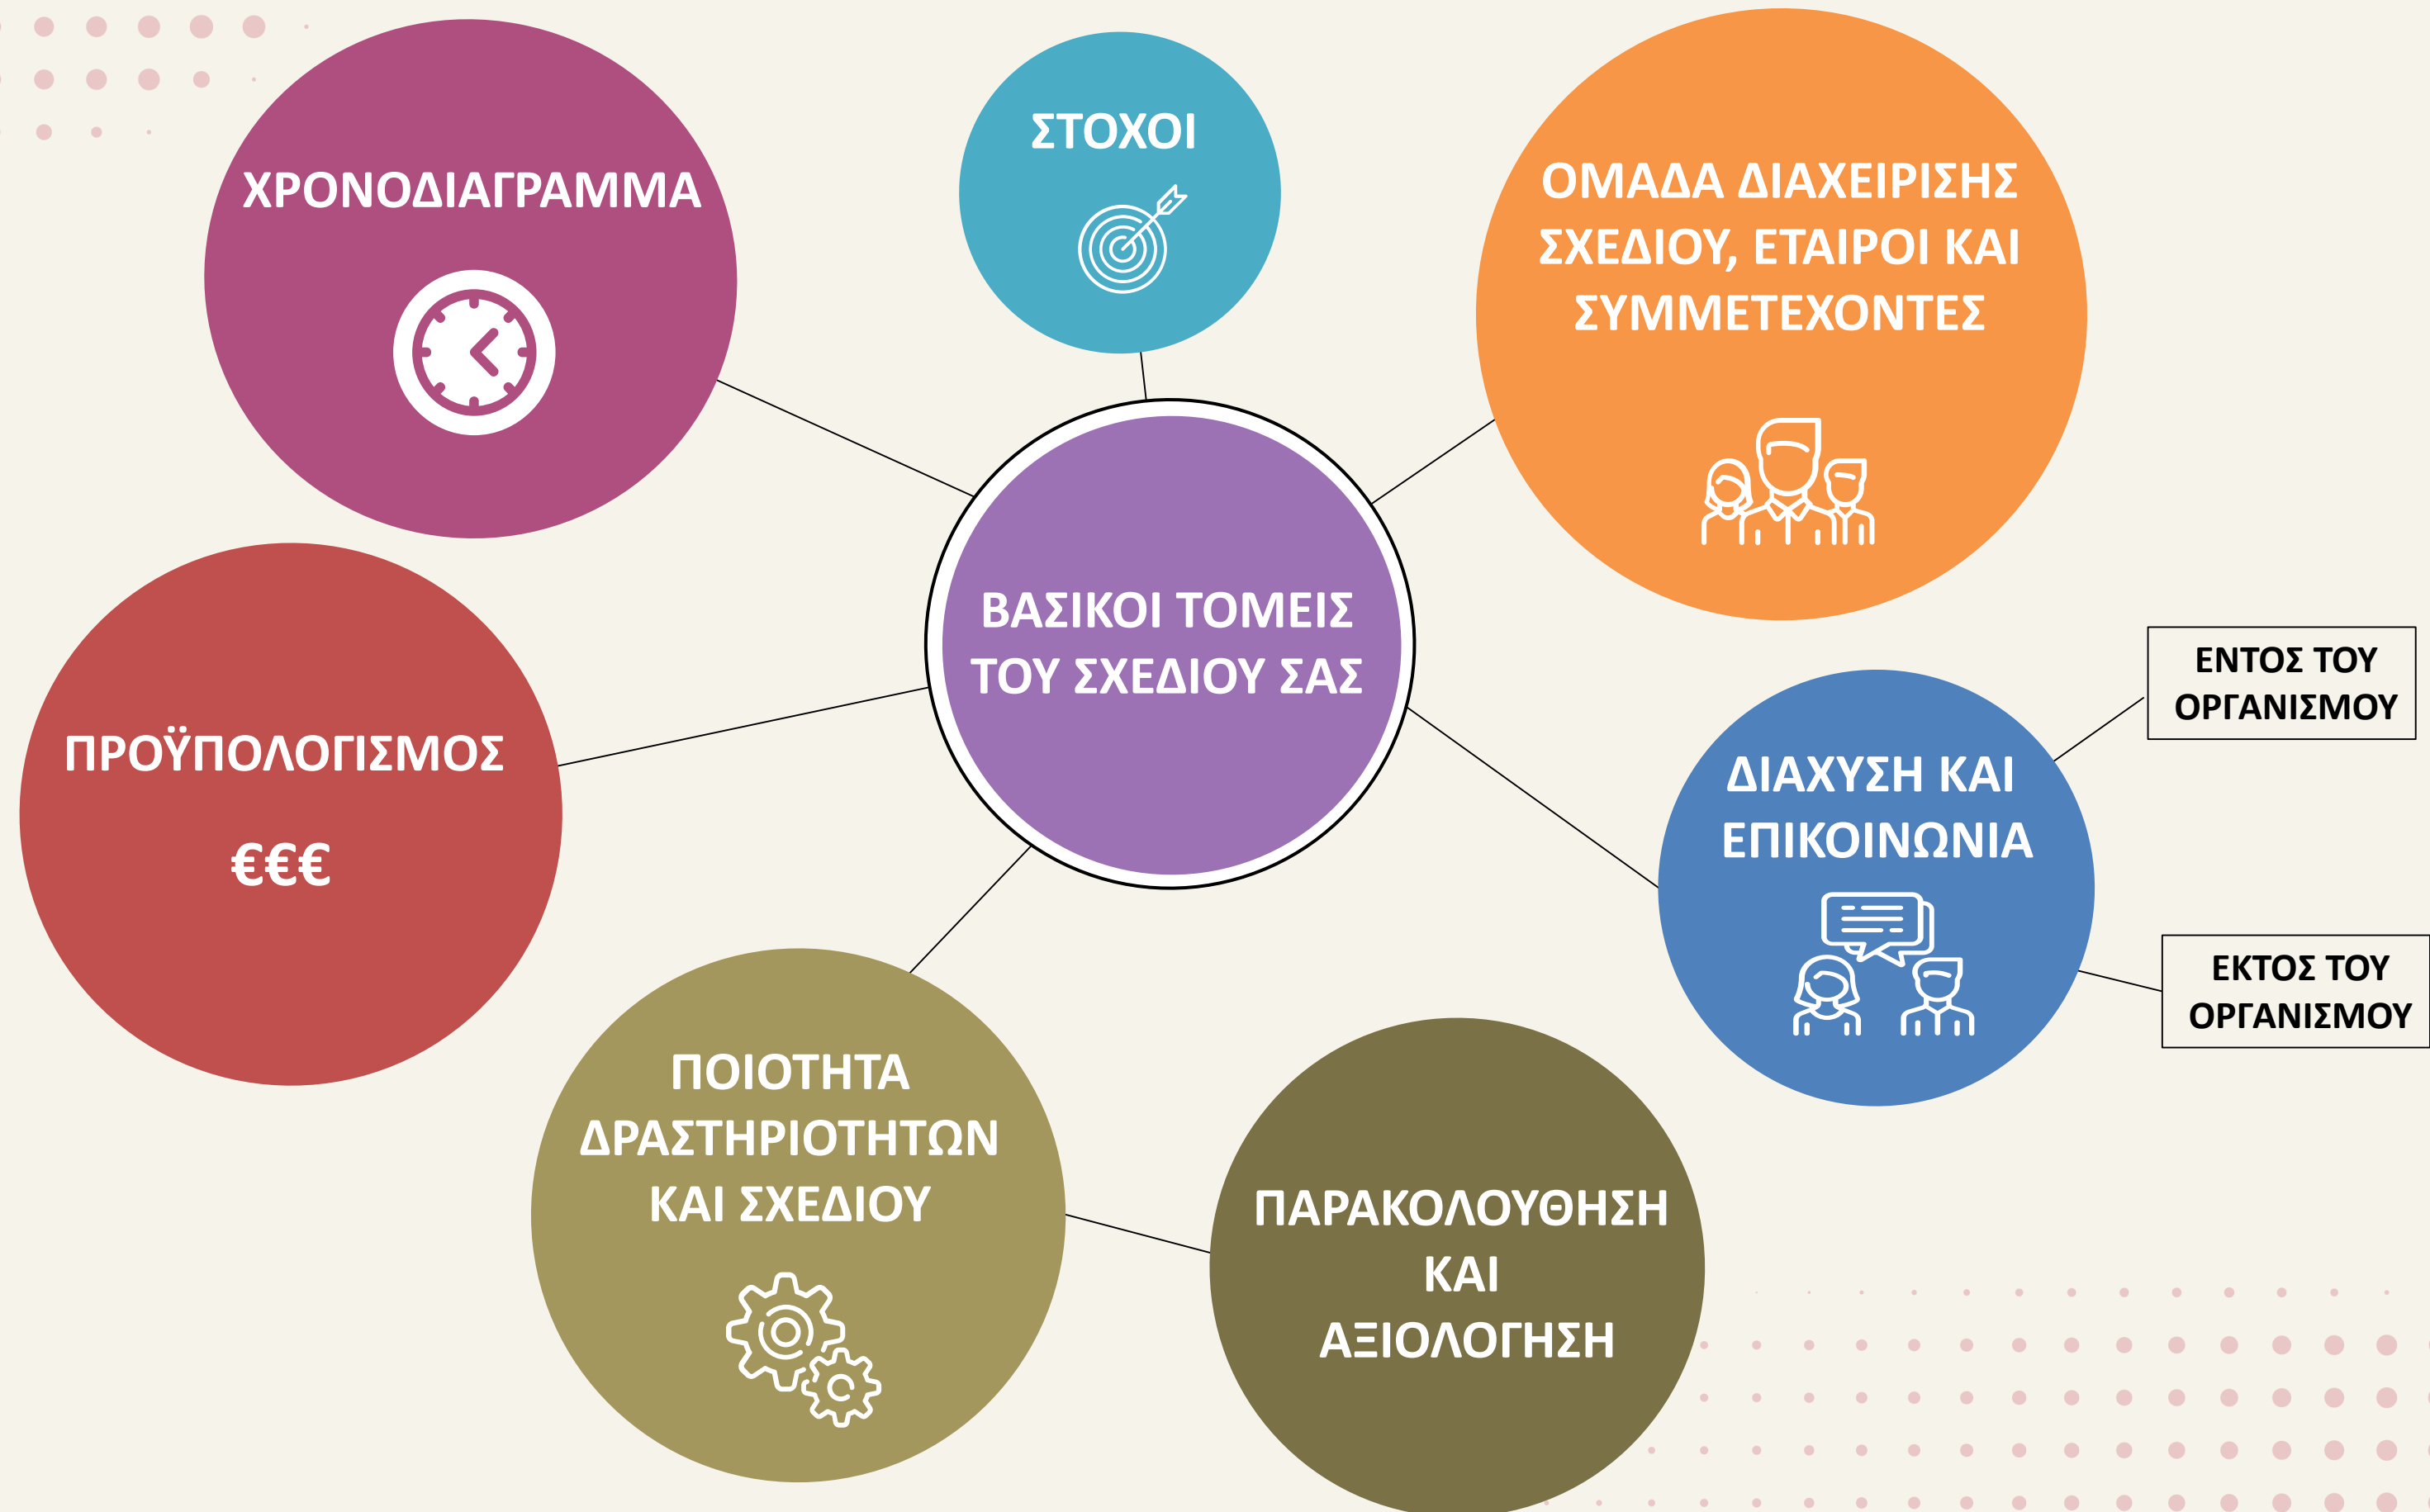 ΧΡΟΝΟΔΙΑΓΡΑΜΜΑ
ΣΤΟΧΟΙ
ΟΜΑΔΑ ΔΙΑΧΕΙΡΙΣΗΣ
ΣΧΕΔΙΟΥ, ΕΤΑΙΡΟΙ ΚΑΙ
ΣΥΜΜΕΤΕΧΟΝΤΕΣ
ΒΑΣΙΚΟΙ ΤΟΜΕΙΣ
ΤΟΥ ΣΧΕΔΙΟΥ ΣΑΣ
ΠΡΟΫΠΟΛΟΓΙΣΜΟΣ
€€€
ΔΙΑΧΥΣΗ ΚΑΙ
ΕΠΙΚΟΙΝΩΝΙΑ
ΕΝΤΟΣ ΤΟΥ
ΟΡΓΑΝΙΣΜΟΥ
ΕΚΤΟΣ ΤΟΥ
ΟΡΓΑΝΙΣΜΟΥ
ΠΟΙΟΤΗΤΑ
ΔΡΑΣΤΗΡΙΟΤΗΤΩΝ
ΚΑΙ ΣΧΕΔΙΟΥ
ΠΑΡΑΚΟΛΟΥΘΗΣΗ
ΚΑΙ
ΑΞΙΟΛΟΓΗΣΗ